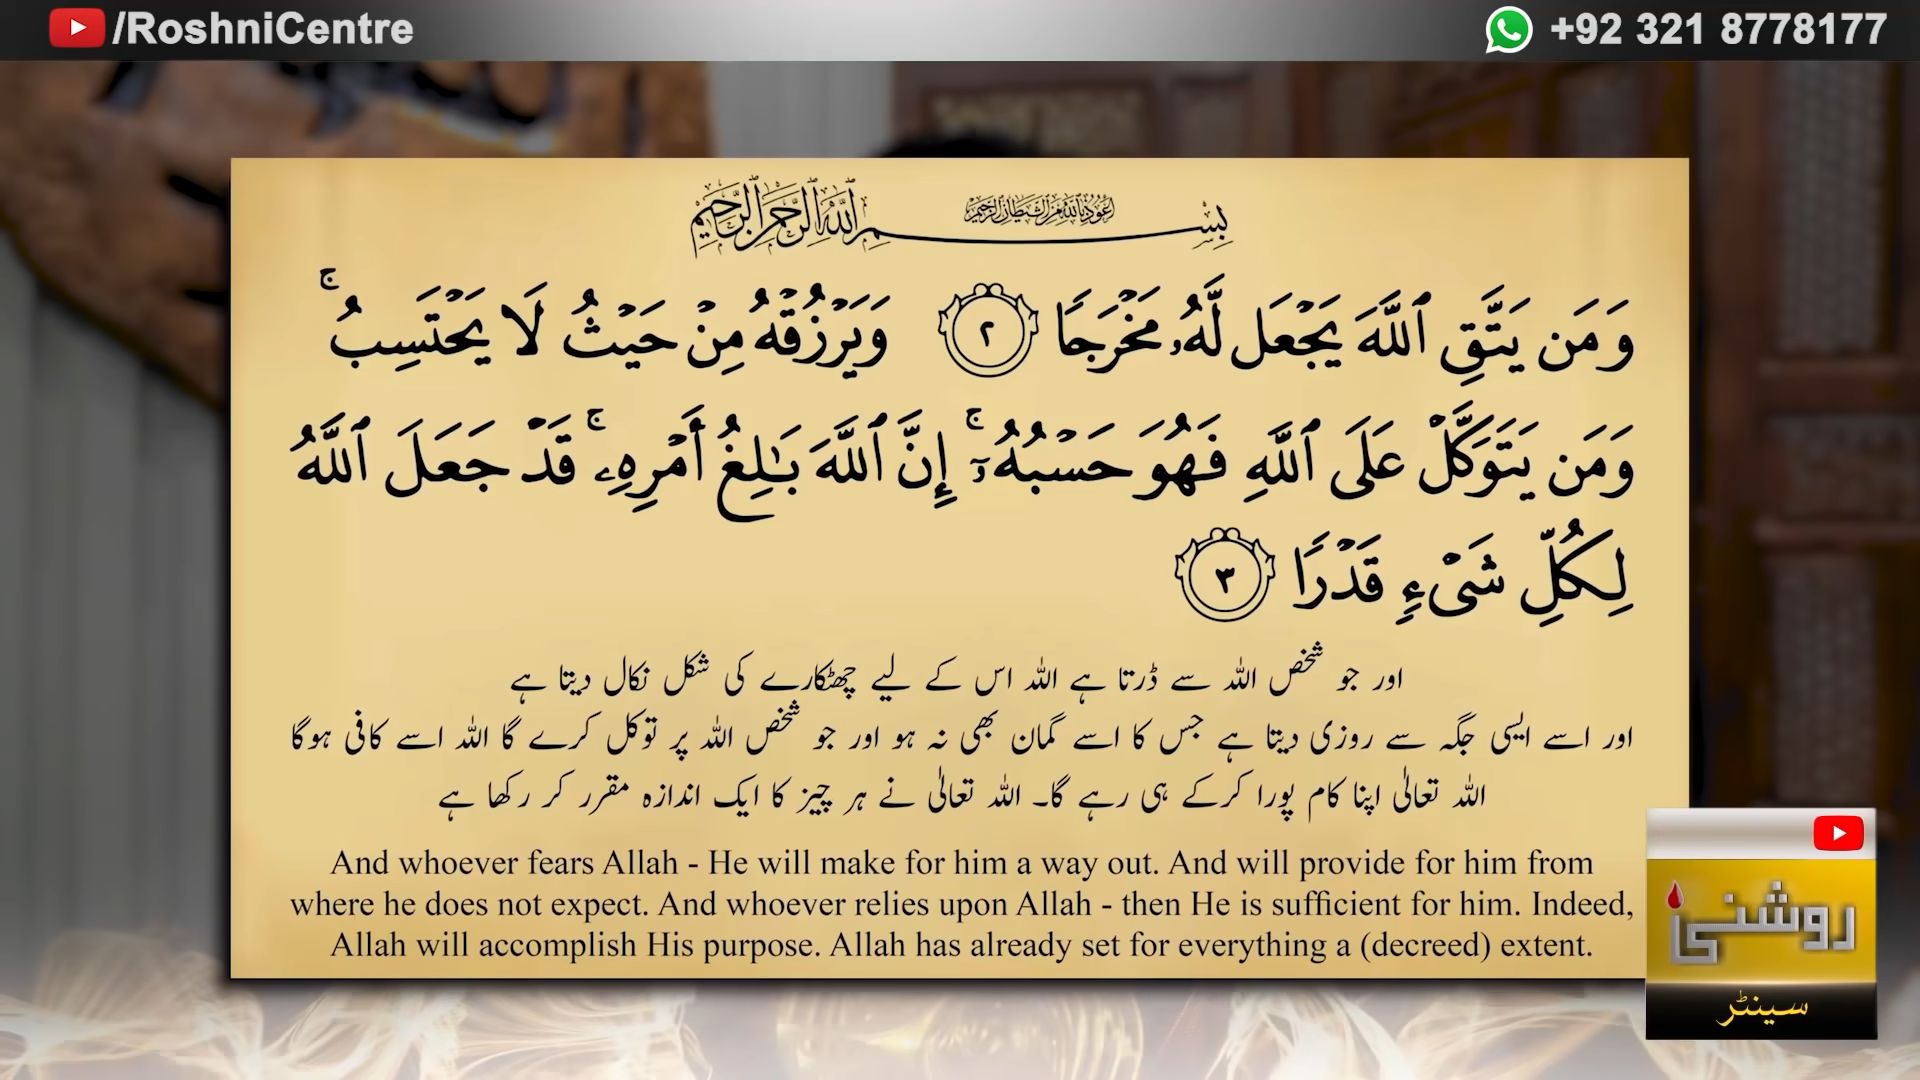 /RoshniCentre
+92 321 8778177
اعوذ بالله من الشيطان الرجيم
بِسْمِ اللَّهِ الرَّحْمَٰنِ الرَّحِيمِ
وَمَن يَتَّقِ ٱللَّهَ يَجْعَل لَّهُۥ مَخْرَجًا ٢ وَيَرْزُقْهُ مِنْ حَيْثُ لَا يَحْتَسِبُ ۚ
وَمَن يَتَوَكَّلْ عَلَى ٱللَّهِ فَهُوَ حَسْبُهُۥٓ ۚ إِنَّ ٱللَّهَ بَـٰلِغُ أَمْرِهِۦ ۚ قَدْ جَعَلَ ٱللَّهُ
لِكُلِّ شَىْءٍ قَدْرًا ٣
اور جو شخص اللہ سے ڈرتا ہے اللہ اس کے لیے چھٹکارے کی شکل نکال دیتا ہے
اور اسے ایسی جگہ سے روزی دیتا ہے جس کا اسے گمان بھی نہ ہو اور جو شخص اللہ پر توکل کرے گا اللہ اسے کافی ہوگا
اللہ تعالیٰ اپنا کام پورا کرکے ہی رہے گا۔ اللہ تعالیٰ نے ہر چیز کا ایک اندازہ مقرر کر رکھا ہے
And whoever fears Allah - He will make for him a way out. And will provide for him from
where he does not expect. And whoever relies upon Allah - then He is sufficient for him. Indeed,
Allah will accomplish His purpose. Allah has already set for everything a (decreed) extent.
روشنی
سینٹر